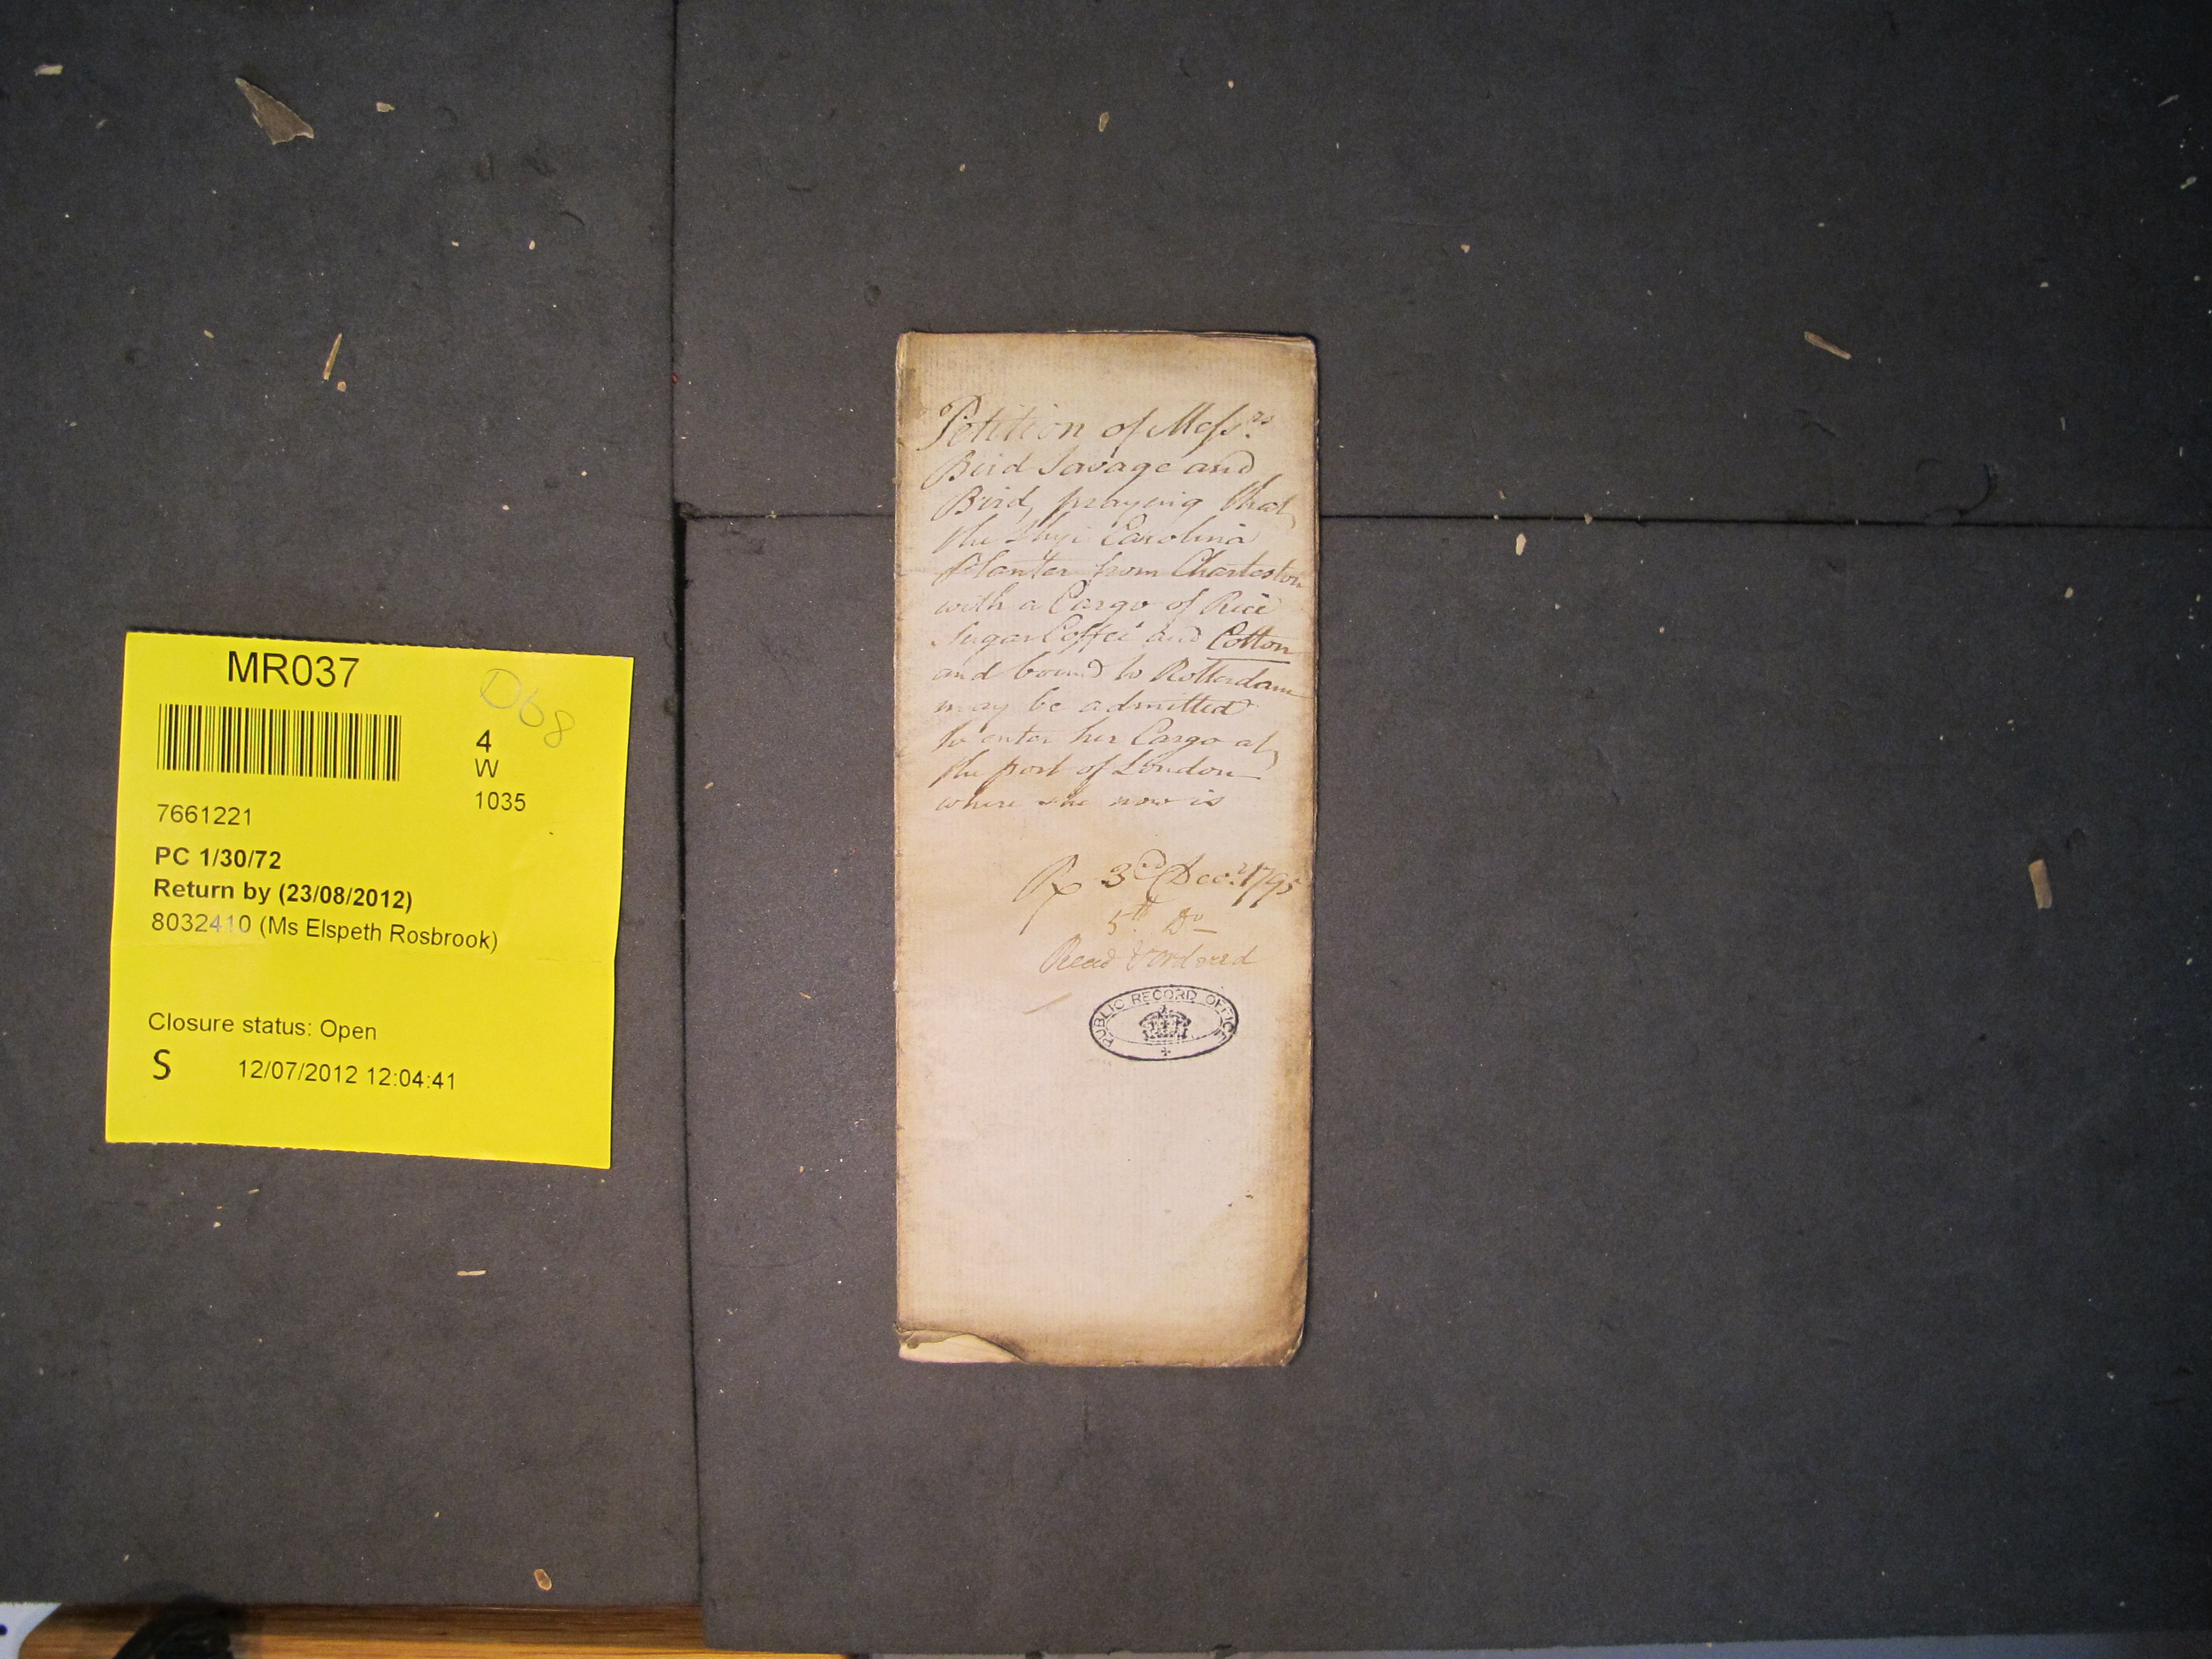 MR037
D68
4
W
1035
7661221
PC 1/30/72
Return by (23/08/2012)
8032410 (Ms Elspeth Rosbrook)
Closure status: Open
S 12/07/2012 12:04:41
Petition of Messrs.
Bird Savage and
Bird, praying that
the Ship Carolina
Planter from Charleston
with a Cargo of Rice
Sugar Coffee and Cotton
and bound to Rotterdam
may be admitted
to enter her Cargo at
the port of London
where she now is
Rx 3rd Decr. 1795
5th Do
Read & Ordered
PUBLIC RECORD OFFICE